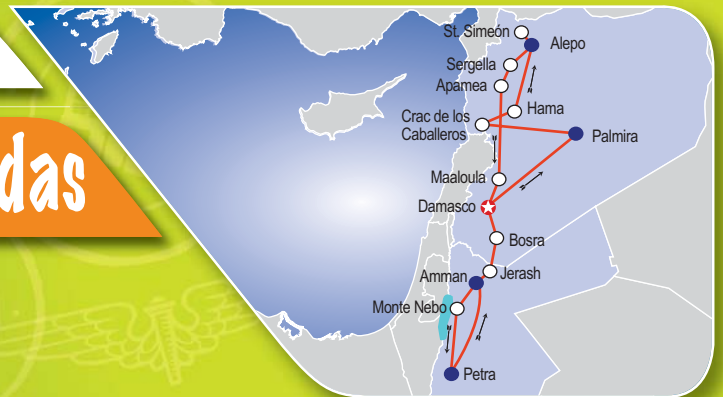 das
St. Simeón
Alepo
Sergella
Apamea
Hama
Crac de los
Caballeros
Palmira
Maaloula
Damasco
Bosra
Jerash
Amman
Monte Nebo
Petra